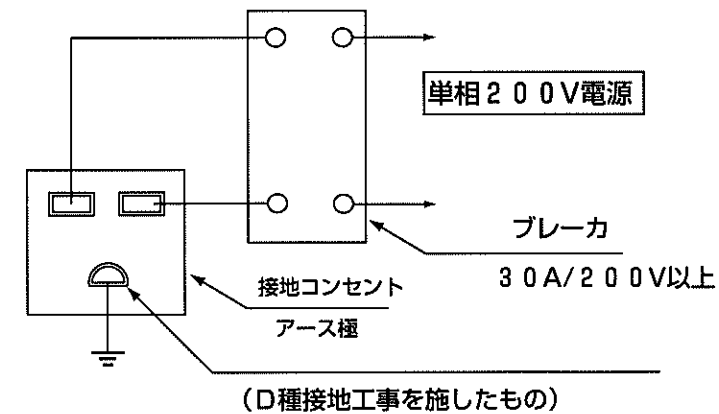 単相200V電源
ブレーカ
30A/200V以上
接地コンセント
アース極
(D種接地工事を施したもの)